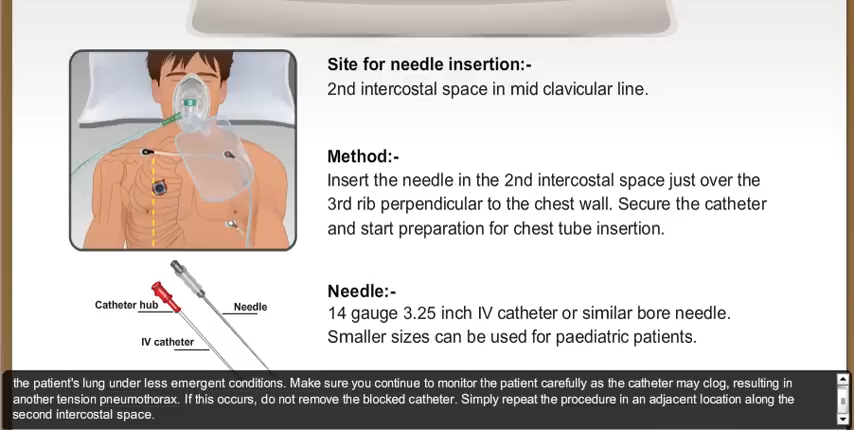 Site for needle insertion:-
2nd intercostal space in mid clavicular line.
Method:-
Insert the needle in the 2nd intercostal space just over the
3rd rib perpendicular to the chest wall. Secure the catheter
and start preparation for chest tube insertion.
Catheter hub
Needle
IV catheter
Needle:-
14 gauge 3.25 inch IV catheter or similar bore needle.
Smaller sizes can be used for paediatric patients.
the patient's lung under less emergent conditions. Make sure you continue to monitor the patient carefully as the catheter may clog, resulting in
another tension pneumothorax. If this occurs, do not remove the blocked catheter. Simply repeat the procedure in an adjacent location along the
second intercostal space.